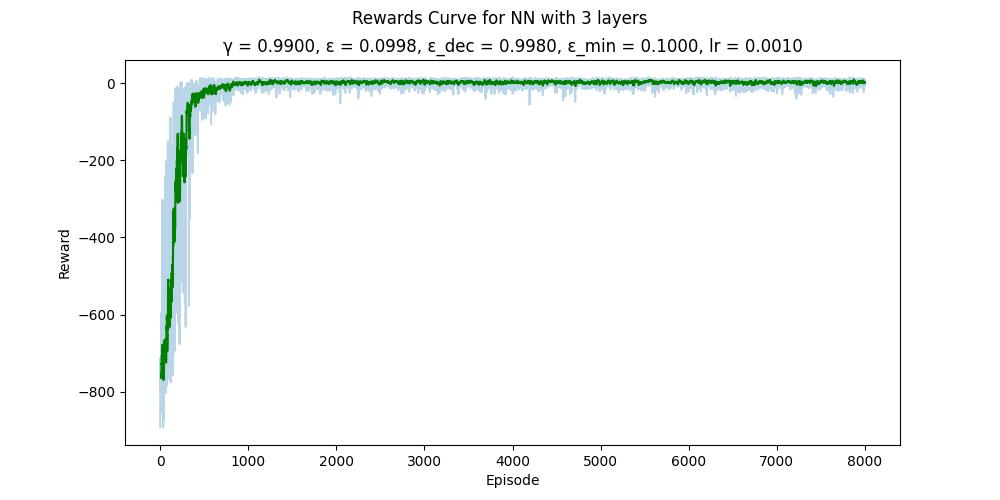 Rewards Curve for NN with 3 layers
γ = 0.9900, ε = 0.0998, ε_dec = 0.9980, ε_min = 0.1000, lr = 0.0010
0
−200
−400
−600
−800
Reward
0 1000 2000 3000 4000 5000 6000 7000 8000
Episode